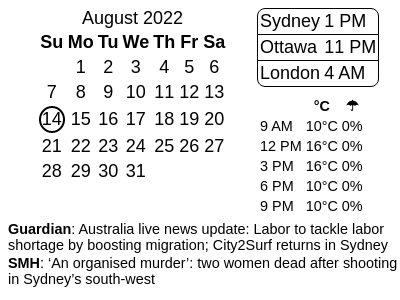 August 2022
Su Mo Tu We Th Fr Sa
1 2 3 4 5 6
7 8 9 10 11 12 13
14 15 16 17 18 19 20
21 22 23 24 25 26 27
28 29 30 31
Sydney 1 PM
Ottawa 11 PM
London 4 AM
°C ☂
9 AM 10°C 0%
12 PM 16°C 0%
3 PM 16°C 0%
6 PM 10°C 0%
9 PM 10°C 0%
Guardian: Australia live news update: Labor to tackle labor
shortage by boosting migration; City2Surf returns in Sydney
SMH: ‘An organised murder’: two women dead after shooting
in Sydney’s south-west